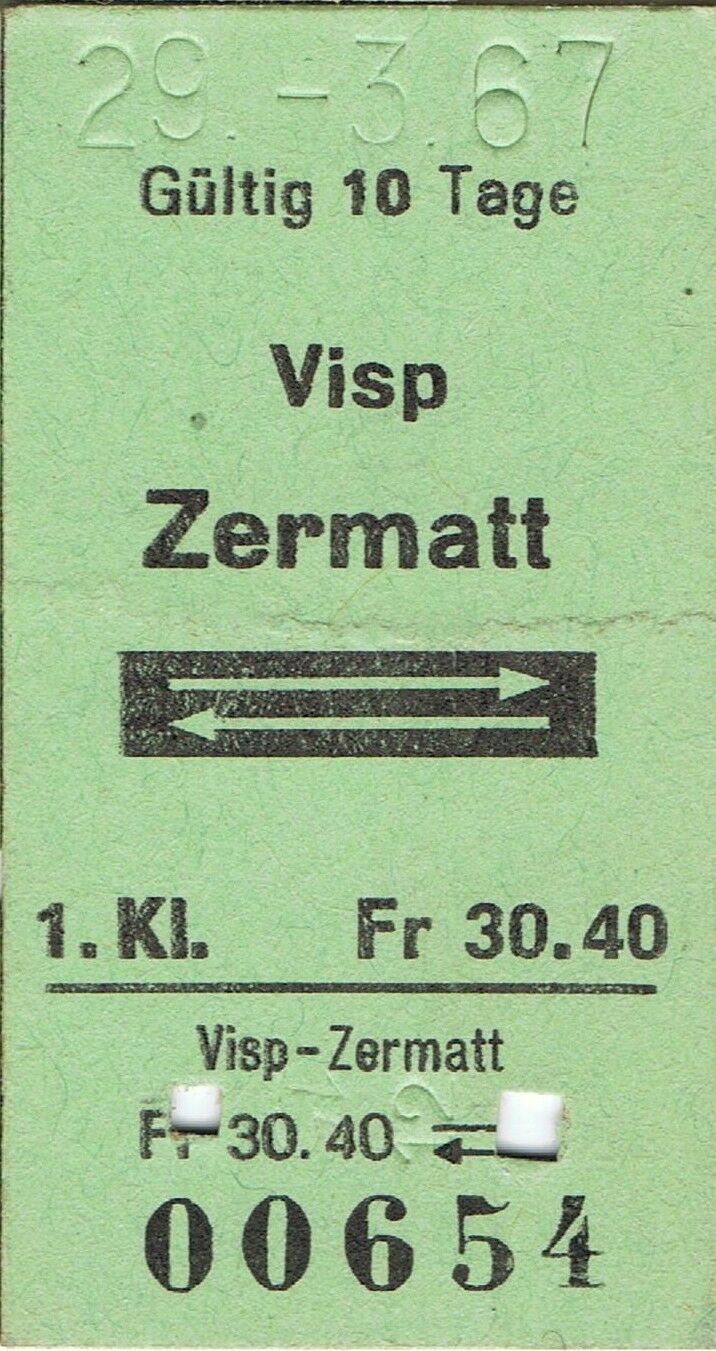 29.-3.67
Gültig 10 Tage
Visp
Zermatt
1. Kl. Fr 30.40
Visp-Zermatt
Fr 30.40
00654